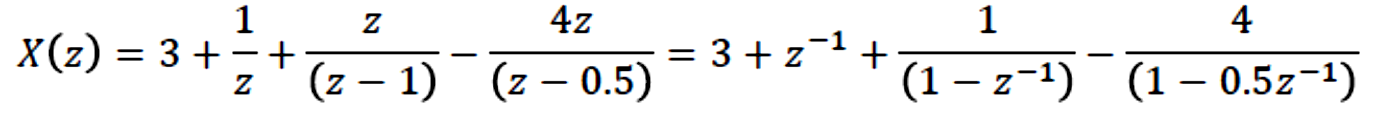 X(z) = 3 + 1/z + z/(z − 1) − 4z/(z − 0.5) = 3 + z⁻¹ + 1/(1 − z⁻¹) − 4/(1 − 0.5z⁻¹)